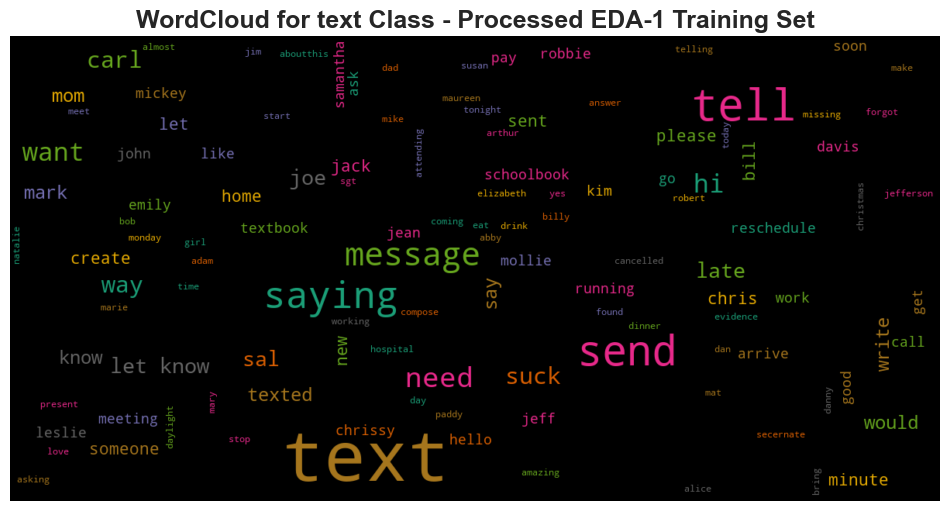 WordCloud for text Class - Processed EDA-1 Training Set
almost
jim
aboutthis
samantha
ask
dad
susan
pay
robbie
telling
soon
make
carl
mom
meet
mickey
let
start
mike
maureen
tonight
arthur
sent
answer
tell
missing
forgot
please
today
bill
davis
want
john
like
joe
jack
sgt
attending
schoolbook
elizabeth
yes
kim
go
hi
robert
christmas
jefferson
mark
emily
bob
home
textbook
jean
coming
eat
drink
billy
abby
reschedule
natalie
monday
girl
create
adam
message
mollie
cancelled
late
way
time
marie
saying
say
running
chris
work
get
compose
working
found
dinner
evidence
know
let know
sal
new
hospital
need
day
suck
send
dan
arrive
write
call
mat
good
danny
present
mary
texted
paddy
meeting
daylight
leslie
love
someone
stop
chrissy
hello
jeff
would
secernate
asking
text
amazing
alice
bring
minute